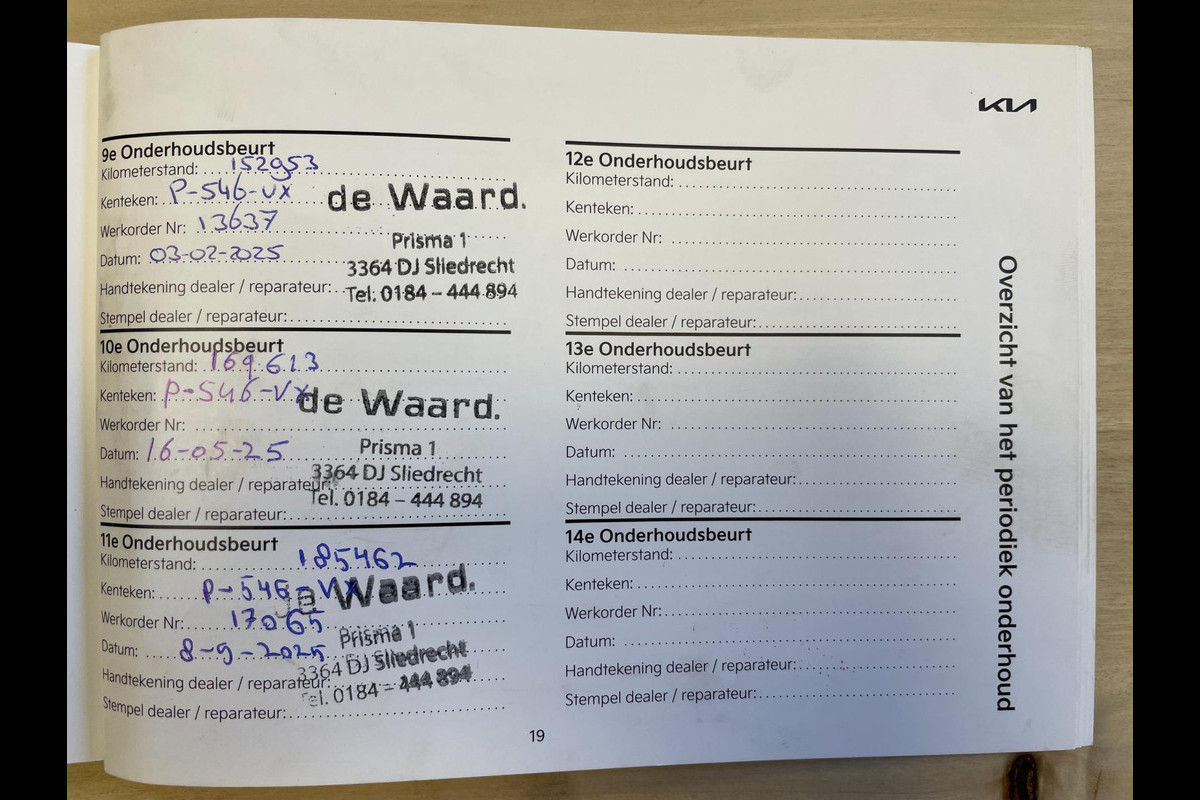 KIA
9e Onderhoudsbeurt
Kilometerstand: 152953
Kenteken: P-546-VX
Werkorder Nr: 13637
Datum: 03-02-2025
Handtekening dealer / reparateur:
Stempel dealer / reparateur:
de Waard.
Prisma 1
3364 DJ Sliedrecht
Tel. 0184 – 444 894
10e Onderhoudsbeurt
Kilometerstand: 169.613
Kenteken: P-546-VX
Werkorder Nr:
Datum: 16-05-25
Handtekening dealer / reparateur:
Stempel dealer / reparateur:
de Waard.
Prisma 1
3364 DJ Sliedrecht
Tel. 0184 – 444 894
11e Onderhoudsbeurt
Kilometerstand: 185462
Kenteken: P-546-VX
Werkorder Nr: 17065
Datum: 8-9-2025
Handtekening dealer / reparateur:
Stempel dealer / reparateur:
de Waard.
Prisma 1
3364 DJ Sliedrecht
Tel. 0184 – 444 894
12e Onderhoudsbeurt
Kilometerstand:
Kenteken:
Werkorder Nr:
Datum:
Handtekening dealer / reparateur:
Stempel dealer / reparateur:
13e Onderhoudsbeurt
Kilometerstand:
Kenteken:
Werkorder Nr:
Datum:
Handtekening dealer / reparateur:
Stempel dealer / reparateur:
14e Onderhoudsbeurt
Kilometerstand:
Kenteken:
Werkorder Nr:
Datum:
Handtekening dealer / reparateur:
Stempel dealer / reparateur:
Overzicht van het periodiek onderhoud
19